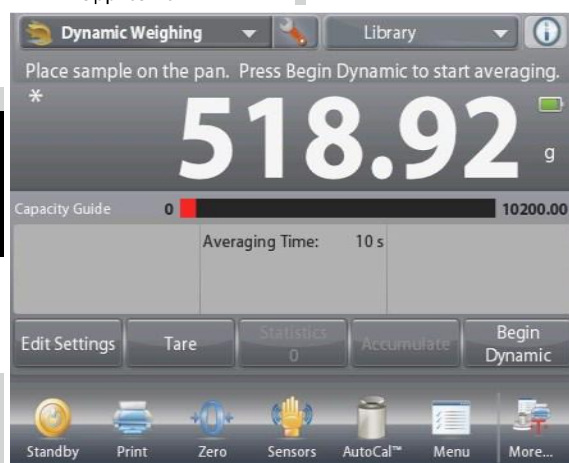 Dynamic Weighing Library
Place sample on the pan. Press Begin Dynamic to start averaging.
*
518.92 g
Capacity Guide 0 10200.00
Averaging Time: 10 s
Edit Settings Tare Statistics 0 Accumulate Begin Dynamic
Standby Print Zero Sensors AutoCal™ Menu More...